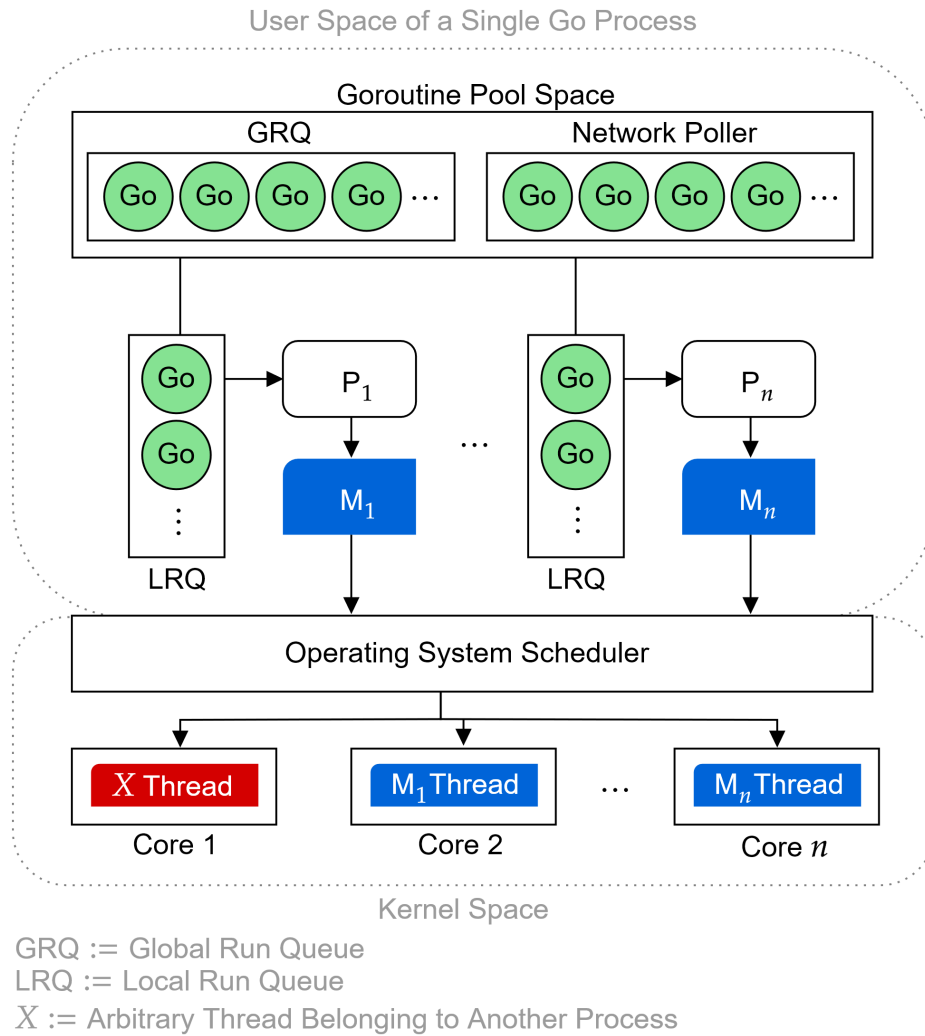 User Space of a Single Go Process
Goroutine Pool Space
GRQ Network Poller
Go Go Go Go ... Go Go Go Go ...
Go P1 Go Pn
...
Go M1 Go Mn
⋮ ⋮
LRQ LRQ
Operating System Scheduler
X Thread M1 Thread ... Mn Thread
Core 1 Core 2 Core n
Kernel Space
GRQ := Global Run Queue
LRQ := Local Run Queue
X := Arbitrary Thread Belonging to Another Process